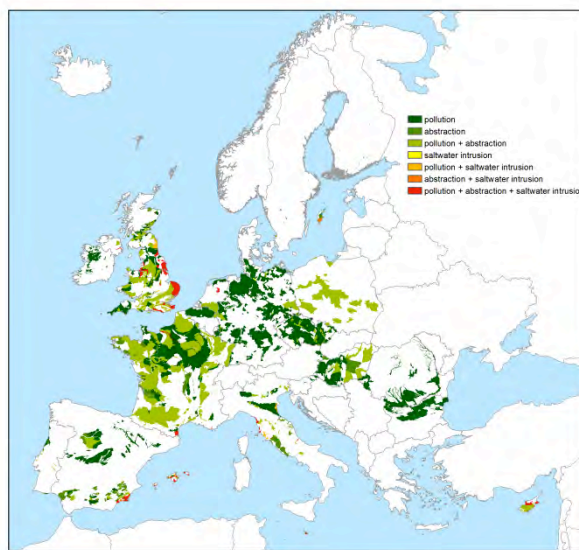 pollution
abstraction
pollution + abstraction
saltwater intrusion
pollution + saltwater intrusion
abstraction + saltwater intrusion
pollution + abstraction + saltwater intrusion